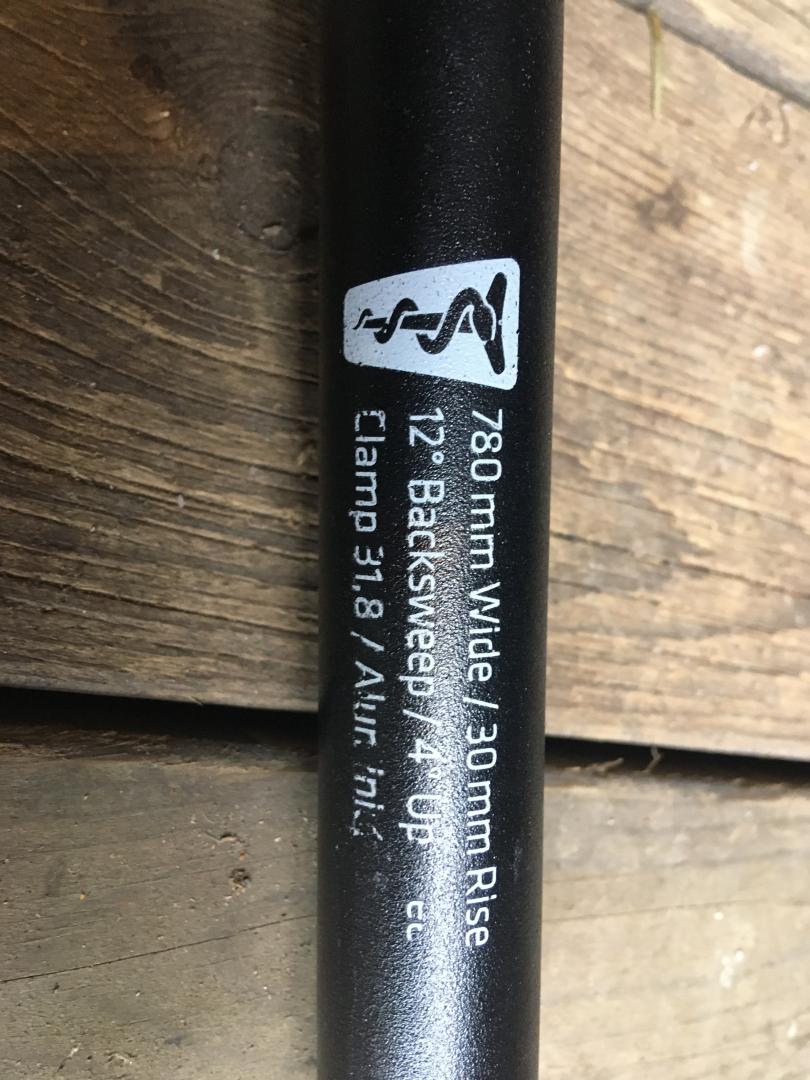 780 mm Wide / 30 mm Rise
12° Backsweep / 4° Up
Clamp 31.8 /